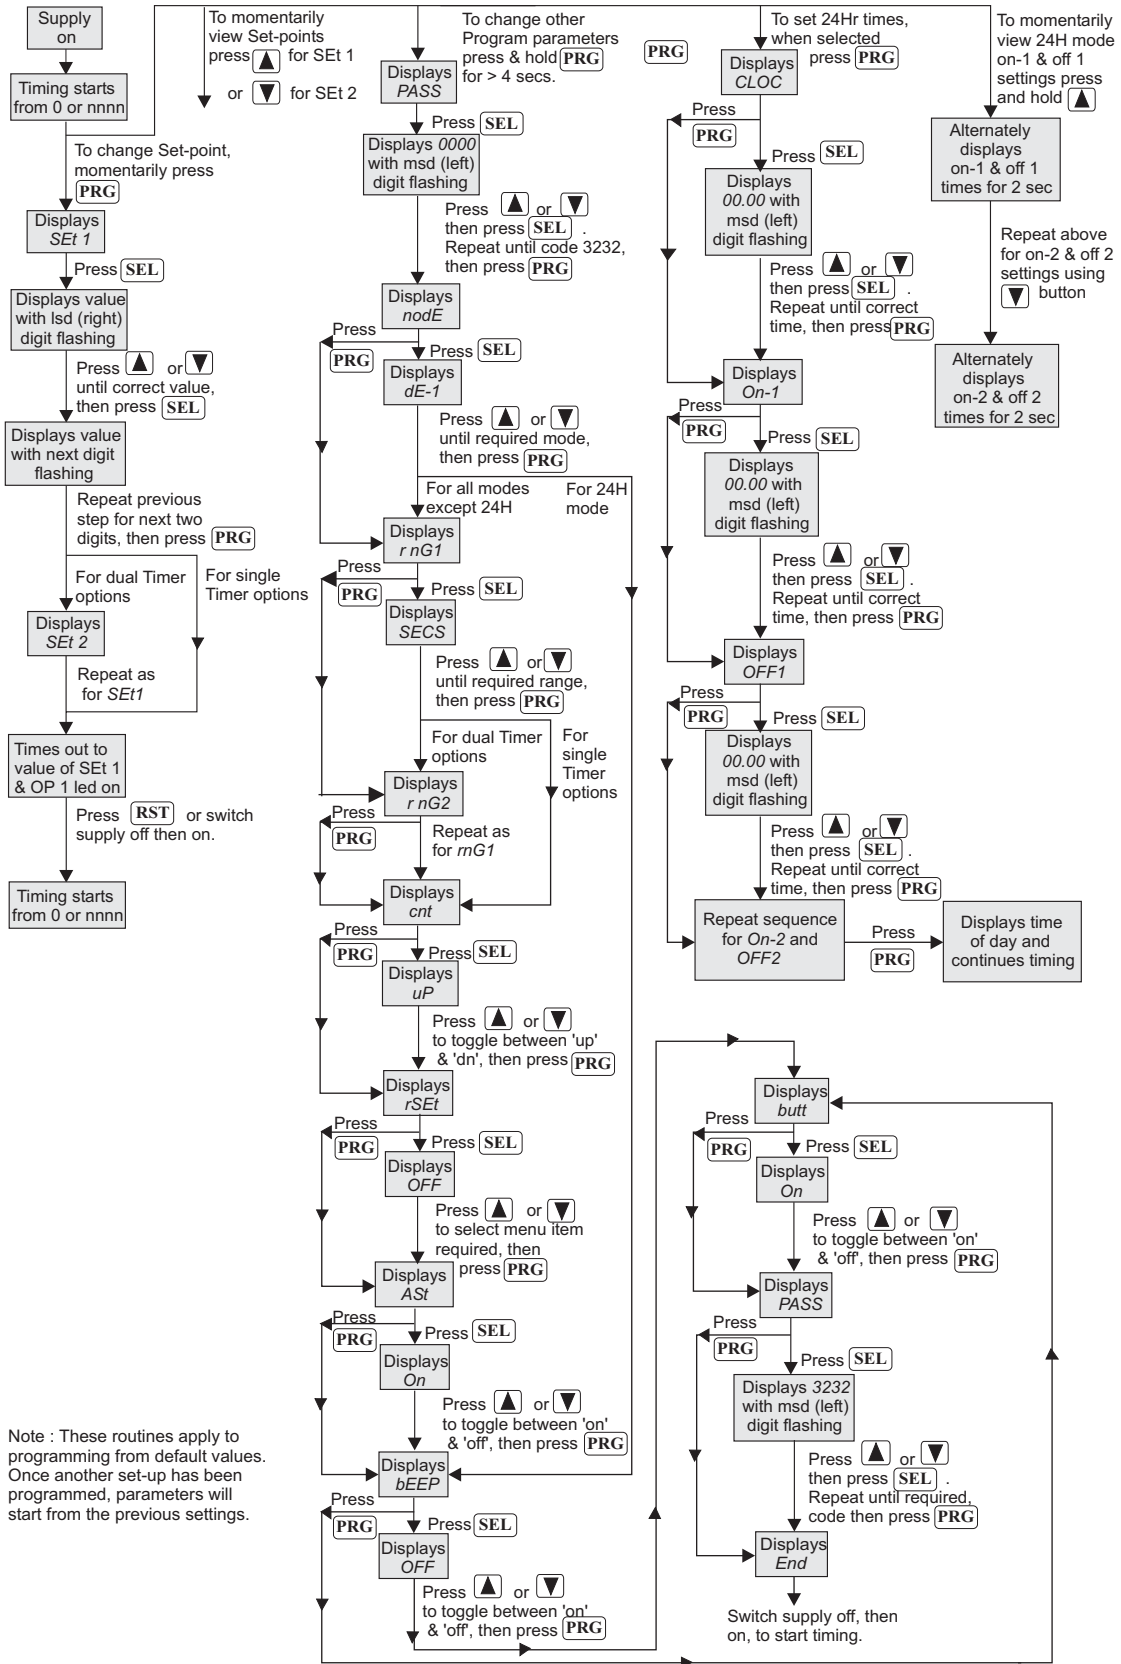 Supply
on
Timing starts
from 0 or nnnn
To change Set-point,
momentarily press
PRG
Displays
SEt 1
Press SEL
Displays value
with lsd (right)
digit flashing
Press ▲ or ▼
until correct value,
then press SEL
Displays value
with next digit
flashing
Repeat previous
step for next two
digits, then press PRG
For dual Timer
options
For single
Timer options
Displays
SEt 2
Repeat as
for SEt1
Times out to
value of SEt 1
& OP 1 led on
Press RST or switch
supply off then on.
Timing starts
from 0 or nnnn
Note : These routines apply to
programming from default values.
Once another set-up has been
programmed, parameters will
start from the previous settings.
To momentarily
view Set-points
press ▲ for SEt 1
or ▼ for SEt 2
To change other
Program parameters
press & hold PRG
for > 4 secs.
Displays
PASS
Press SEL
Displays 0000
with msd (left)
digit flashing
Press ▲ or ▼
then press SEL .
Repeat until code 3232,
then press PRG
Displays
nodE
Press
PRG
Press SEL
Displays
dE-1
Press ▲ or ▼
until required mode,
then press PRG
For all modes
except 24H
For 24H
mode
Displays
r nG1
Press
PRG
Press SEL
Displays
SECS
Press ▲ or ▼
until required range,
then press PRG
For dual Timer
options
For
single
Timer
options
Displays
r nG2
Press
PRG
Repeat as
for rnG1
Displays
cnt
Press
PRG
Press SEL
Displays
uP
Press ▲ or ▼
to toggle between 'up'
& 'dn', then press PRG
Displays
rSEt
Press
PRG
Press SEL
Displays
OFF
Press ▲ or ▼
to select menu item
required, then
press PRG
Displays
ASt
Press
PRG
Press SEL
Displays
On
Press ▲ or ▼
to toggle between 'on'
& 'off', then press PRG
Displays
bEEP
Press
PRG
Press SEL
Displays
OFF
Press ▲ or ▼
to toggle between 'on'
& 'off', then press PRG
PRG
To set 24Hr times,
when selected
press PRG
Displays
CLOC
Press
PRG
Press SEL
Displays
00.00 with
msd (left)
digit flashing
Press ▲ or ▼
then press SEL .
Repeat until correct
time, then press PRG
Displays
On-1
Press
PRG
Press SEL
Displays
00.00 with
msd (left)
digit flashing
Press ▲ or ▼
then press SEL .
Repeat until correct
time, then press PRG
Displays
OFF1
Press
PRG
Press SEL
Displays
00.00 with
msd (left)
digit flashing
Press ▲ or ▼
then press SEL .
Repeat until correct
time, then press PRG
Repeat sequence
for On-2 and
OFF2
Press
PRG
Displays time
of day and
continues timing
To momentarily
view 24H mode
on-1 & off 1
settings press
and hold ▲
Alternately
displays
on-1 & off 1
times for 2 sec
Repeat above
for on-2 & off 2
settings using
▼ button
Alternately
displays
on-2 & off 2
times for 2 sec
Displays
butt
Press
PRG
Press SEL
Displays
On
Press ▲ or ▼
to toggle between 'on'
& 'off', then press PRG
Displays
PASS
Press
PRG
Press SEL
Displays 3232
with msd (left)
digit flashing
Press ▲ or ▼
then press SEL .
Repeat until required,
code then press PRG
Displays
End
Switch supply off, then
on, to start timing.